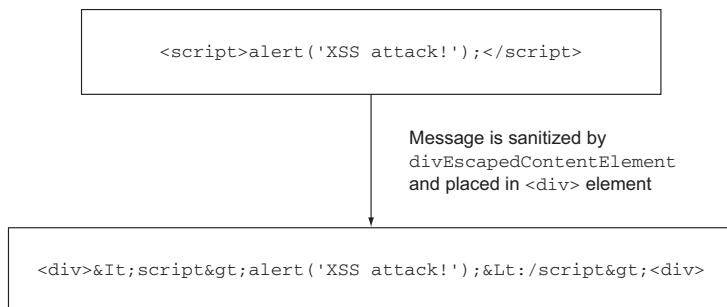 <script>alert('XSS attack!');</script>
Message is sanitized by
divEscapedContentElement
and placed in <div> element
<div>&It;script&gt;alert('XSS attack!');&Lt:/script&gt;<div>